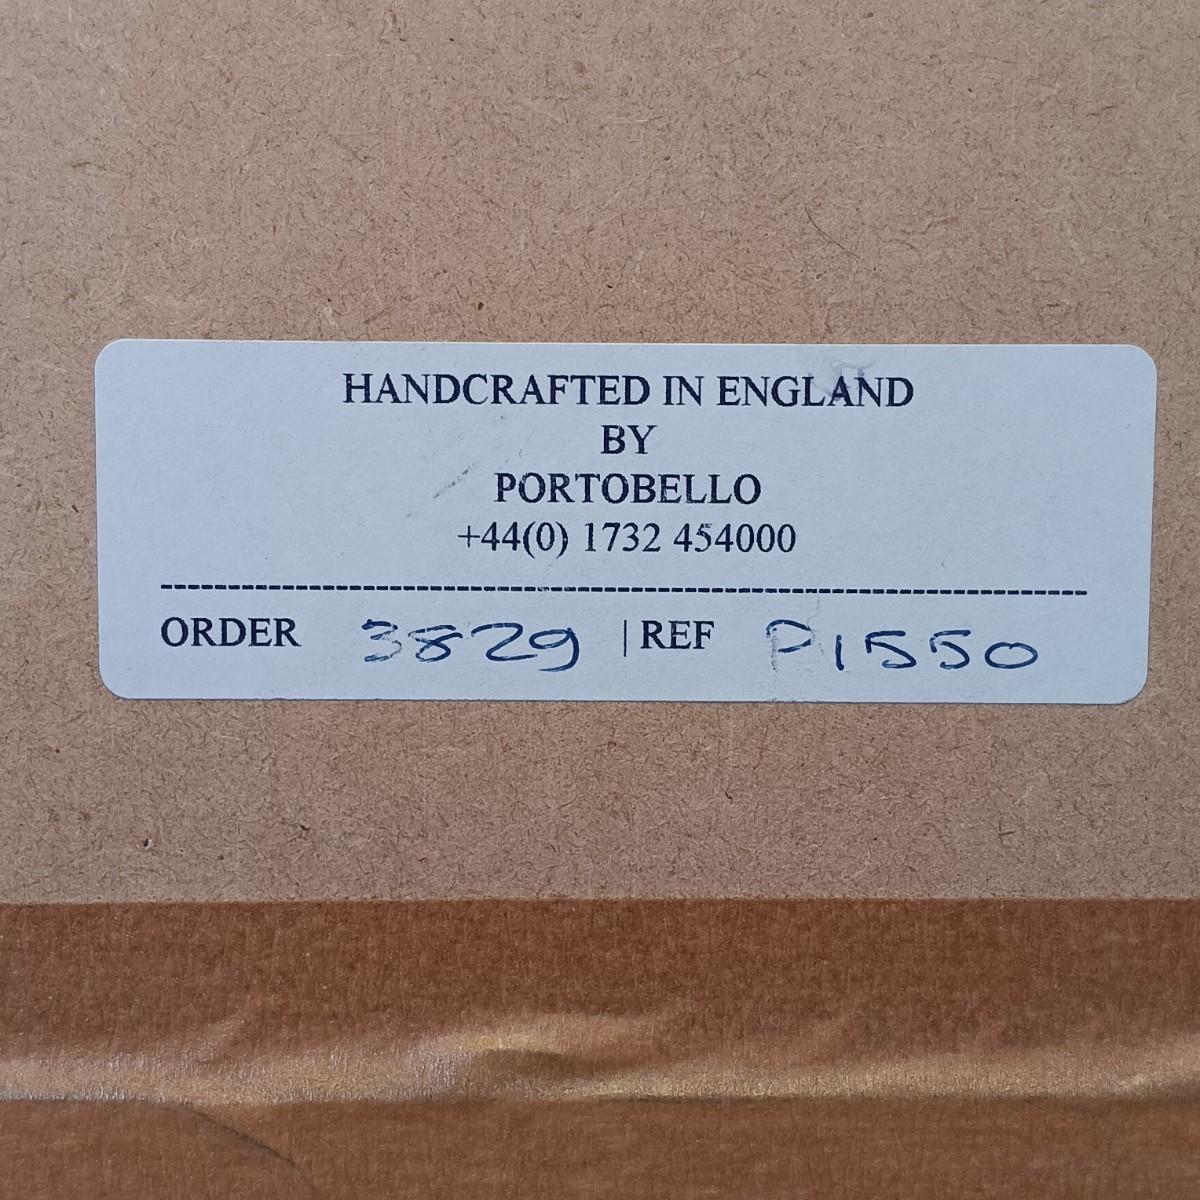 HANDCRAFTED IN ENGLAND
BY
PORTOBELLO
+44(0) 1732 454000
--------------------------------------------------------------------------------
ORDER 3829 | REF P1550